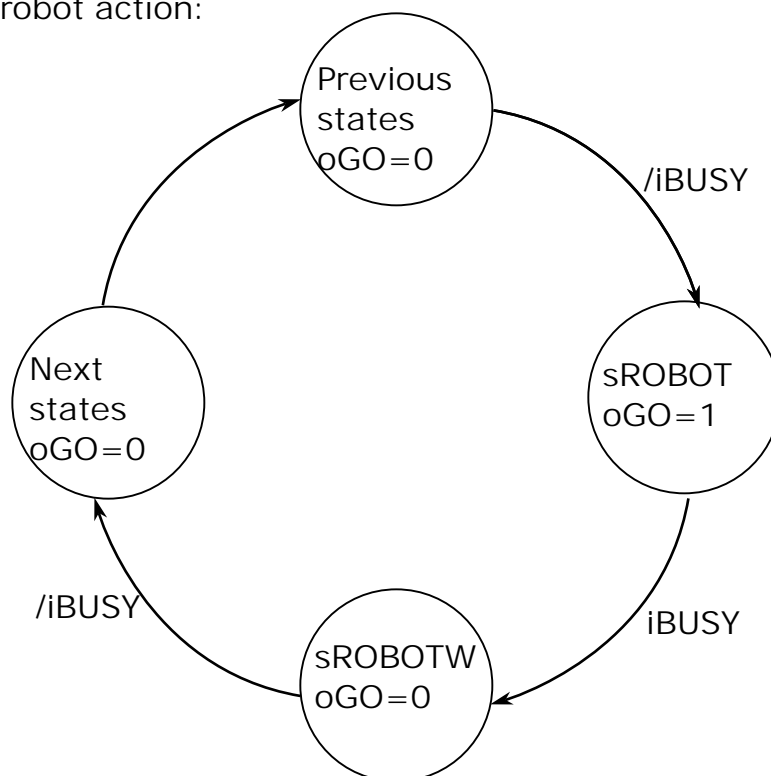 robot action:
Previous
states
oGO=0
/iBUSY
sROBOT
oGO=1
Next
states
oGO=0
/iBUSY
iBUSY
sROBOTW
oGO=0